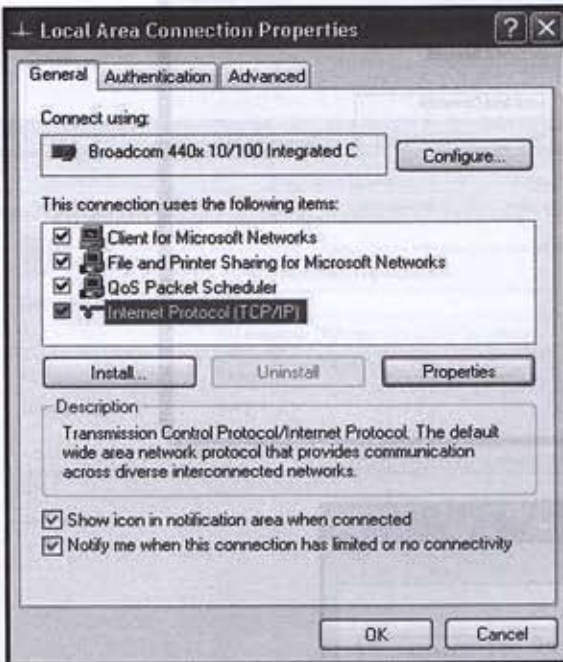 Local Area Connection Properties
General Authentication Advanced
Connect using:
Broadcom 440x 10/100 Integrated C
Configure...
This connection uses the following items:
Client for Microsoft Networks
File and Printer Sharing for Microsoft Networks
QoS Packet Scheduler
Internet Protocol (TCP/IP)
Install... Uninstall Properties
Description
Transmission Control Protocol/Internet Protocol. The default
wide area network protocol that provides communication
across diverse interconnected networks.
Show icon in notification area when connected
Notify me when this connection has limited or no connectivity
OK Cancel